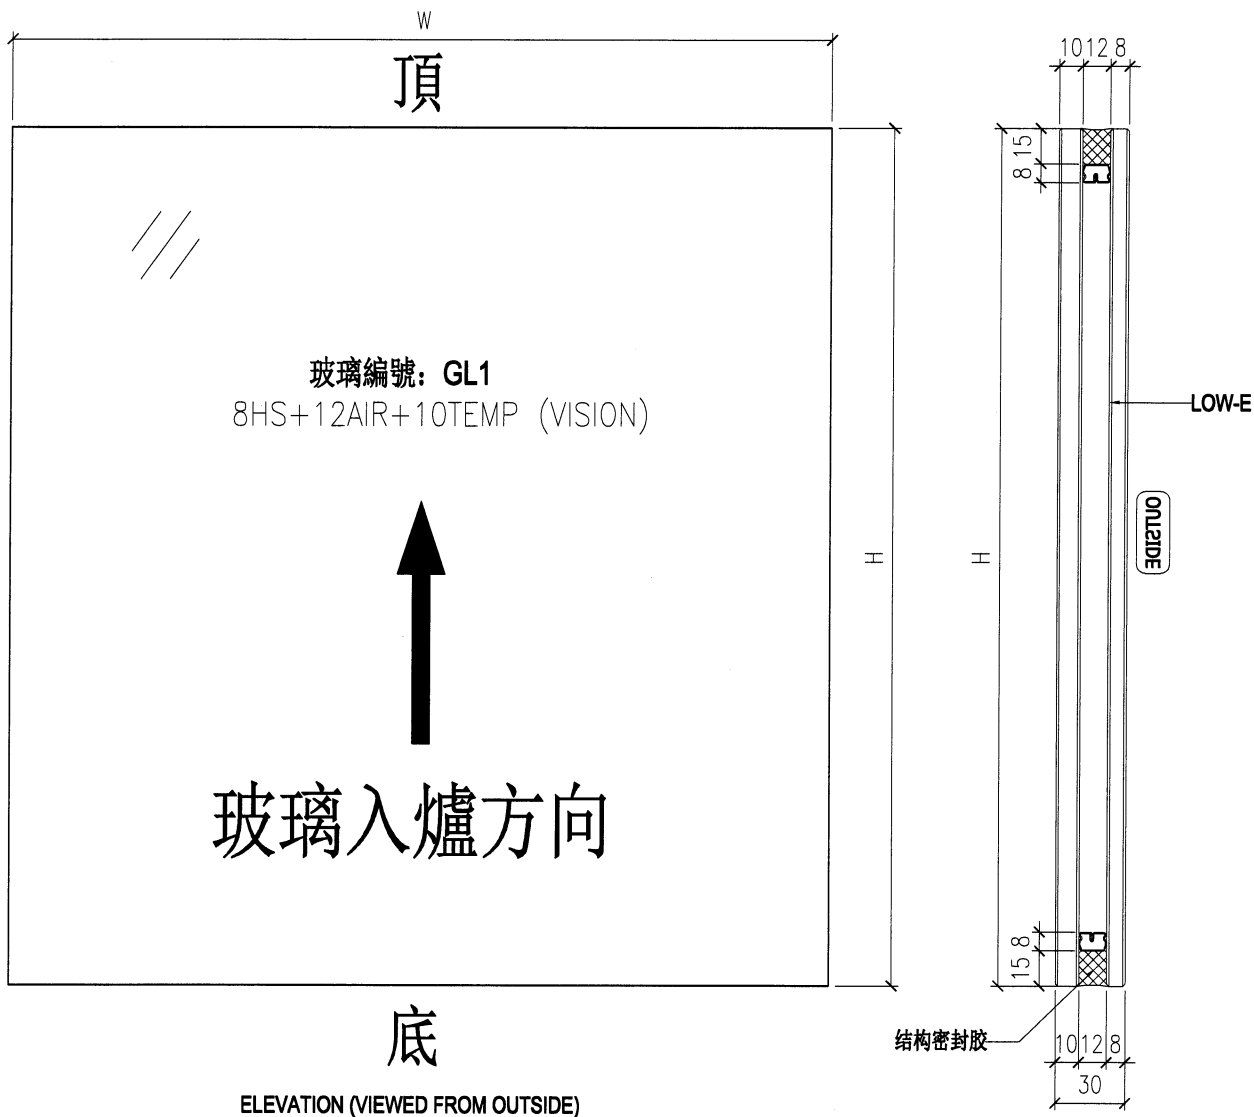 W
頂
玻璃編號：GL1
8HS+12AIR+10TEMP (VISION)
玻璃入爐方向
底
ELEVATION (VIEWED FROM OUTSIDE)
H
H
10 12 8
15
8
LOW-E
OUTSIDE
8
15
结构密封胶
10 12 8
30